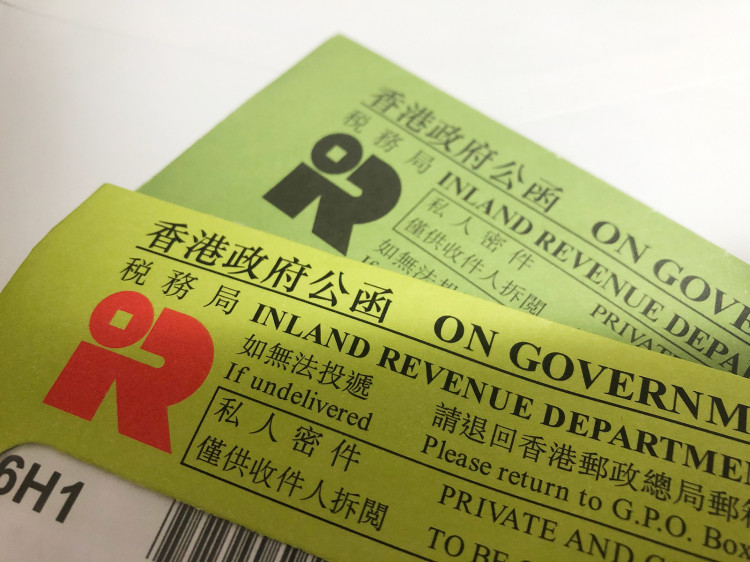 香港政府公函 ON GOVERNM
稅務局 INLAND REVENUE DEPARTME
如無法投遞 請退回香港郵政總局郵
If undelivered Please return to G.P.O. Box
私人密件 PRIVATE AND
僅供收件人拆閱 TO BE
6H1
香港政府公函 ON GOVE
稅務局 INLAND REVENUE DEPA
私人密件 PRIVATE
僅供收件人拆閱
如無法投